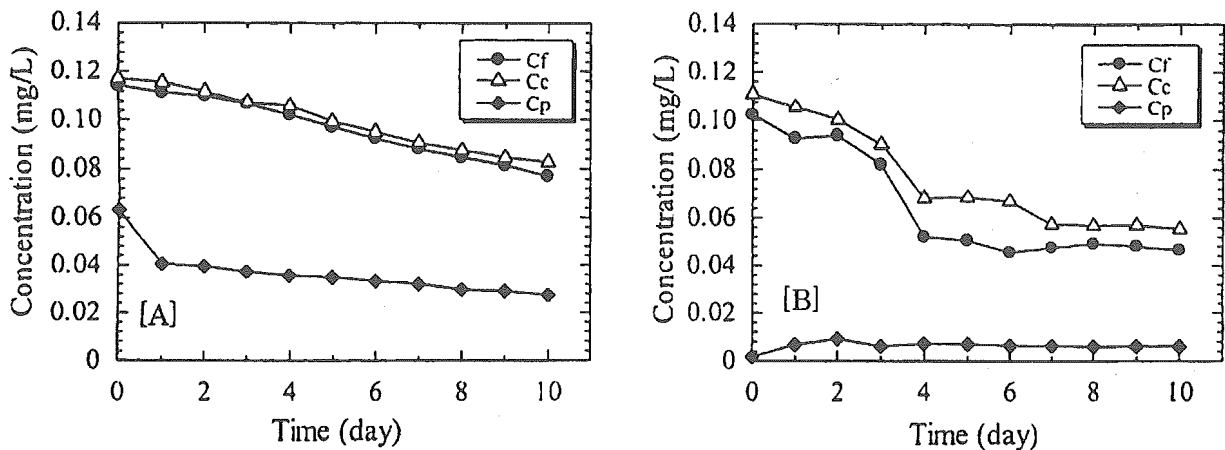 0.14
0.12
0.10
0.08
0.06
0.04
0.02
0
Concentration (mg/L)
Cf
Cc
Cp
[A]
0 2 4 6 8 10
Time (day)
0.14
0.12
0.10
0.08
0.06
0.04
0.02
0
Concentration (mg/L)
Cf
Cc
Cp
[B]
0 2 4 6 8 10
Time (day)